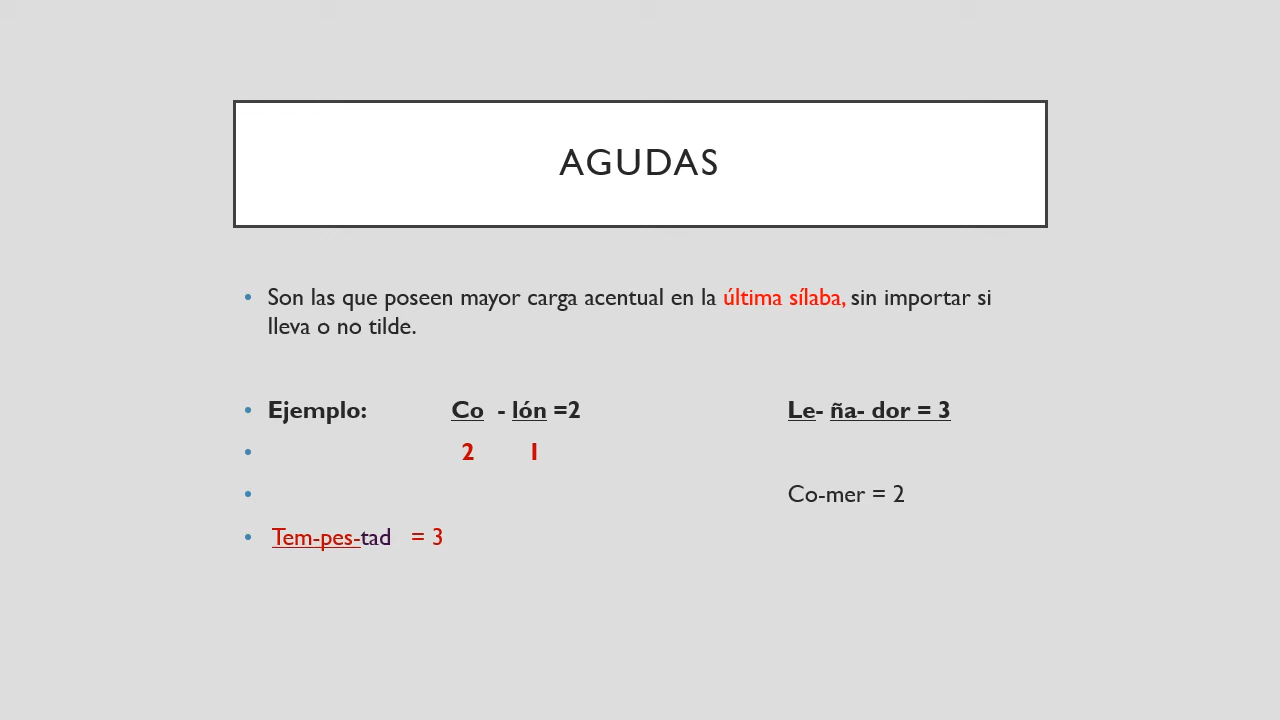 AGUDAS
• Son las que poseen mayor carga acentual en la última sílaba, sin importar si
lleva o no tilde.
• Ejemplo: Co - lón =2 Le- ña- dor = 3
• 2 1
• Co-mer = 2
• Tem-pes-tad = 3